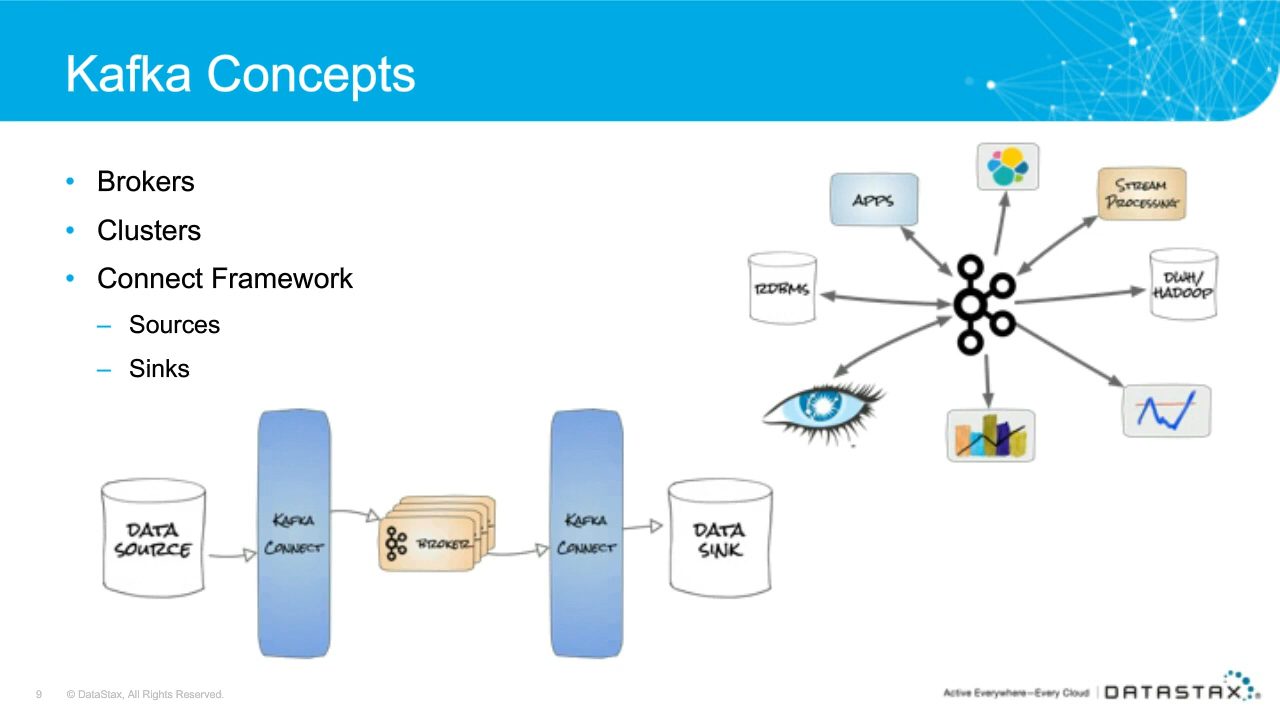 Kafka Concepts
• Brokers
• Clusters
• Connect Framework
– Sources
– Sinks
APPS
STREAM
PROCESSING
RDBMS
DWH/
HADOOP
DATA
SOURCE
KAFKA
CONNECT
BROKER
KAFKA
CONNECT
DATA
SINK
9 © DataStax, All Rights Reserved.
Active Everywhere—Every Cloud | DATASTAX